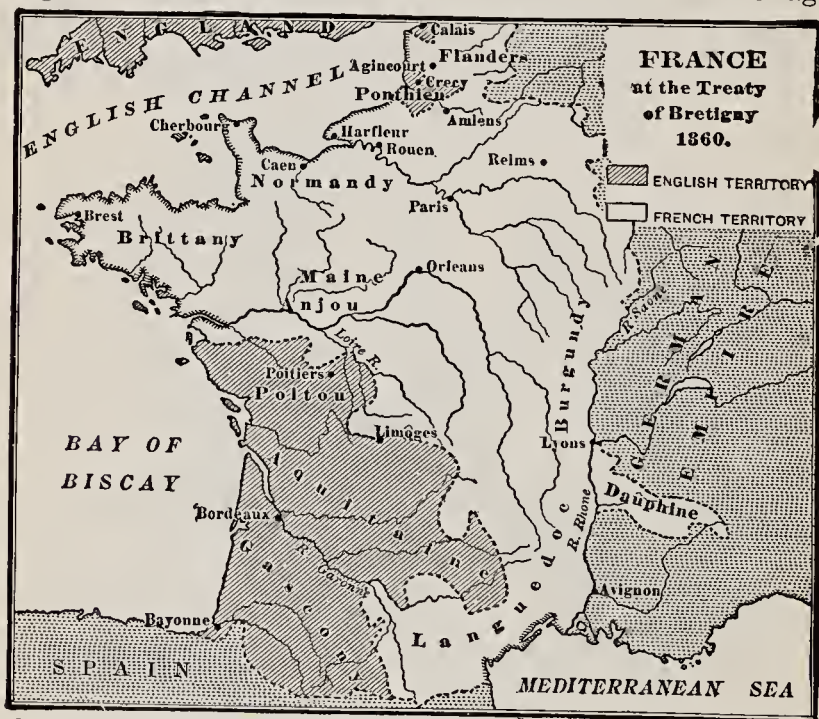 FRANCE
at the Treaty
of Bretigny
1360.
ENGLISH TERRITORY
FRENCH TERRITORY
ENGLAND
ENGLISH CHANNEL
Calais
Flanders
Agincourt
Crecy
Ponthieu
Amiens
Cherbourg
Harfleur
Rouen
Reims
Caen
Normandy
Paris
Brest
Brittany
Maine
njou
Orleans
Loire R.
Burgundy
R. Saone
GERMAN
EMPIRE
Poitiers
Poitou
Limoges
Lyons
BAY OF
BISCAY
Aquitaine
Dauphine
Bordeaux
R. Garonne
Gascony
R. Rhone
Avignon
Languedoc
Bayonne
SPAIN
MEDITERRANEAN SEA